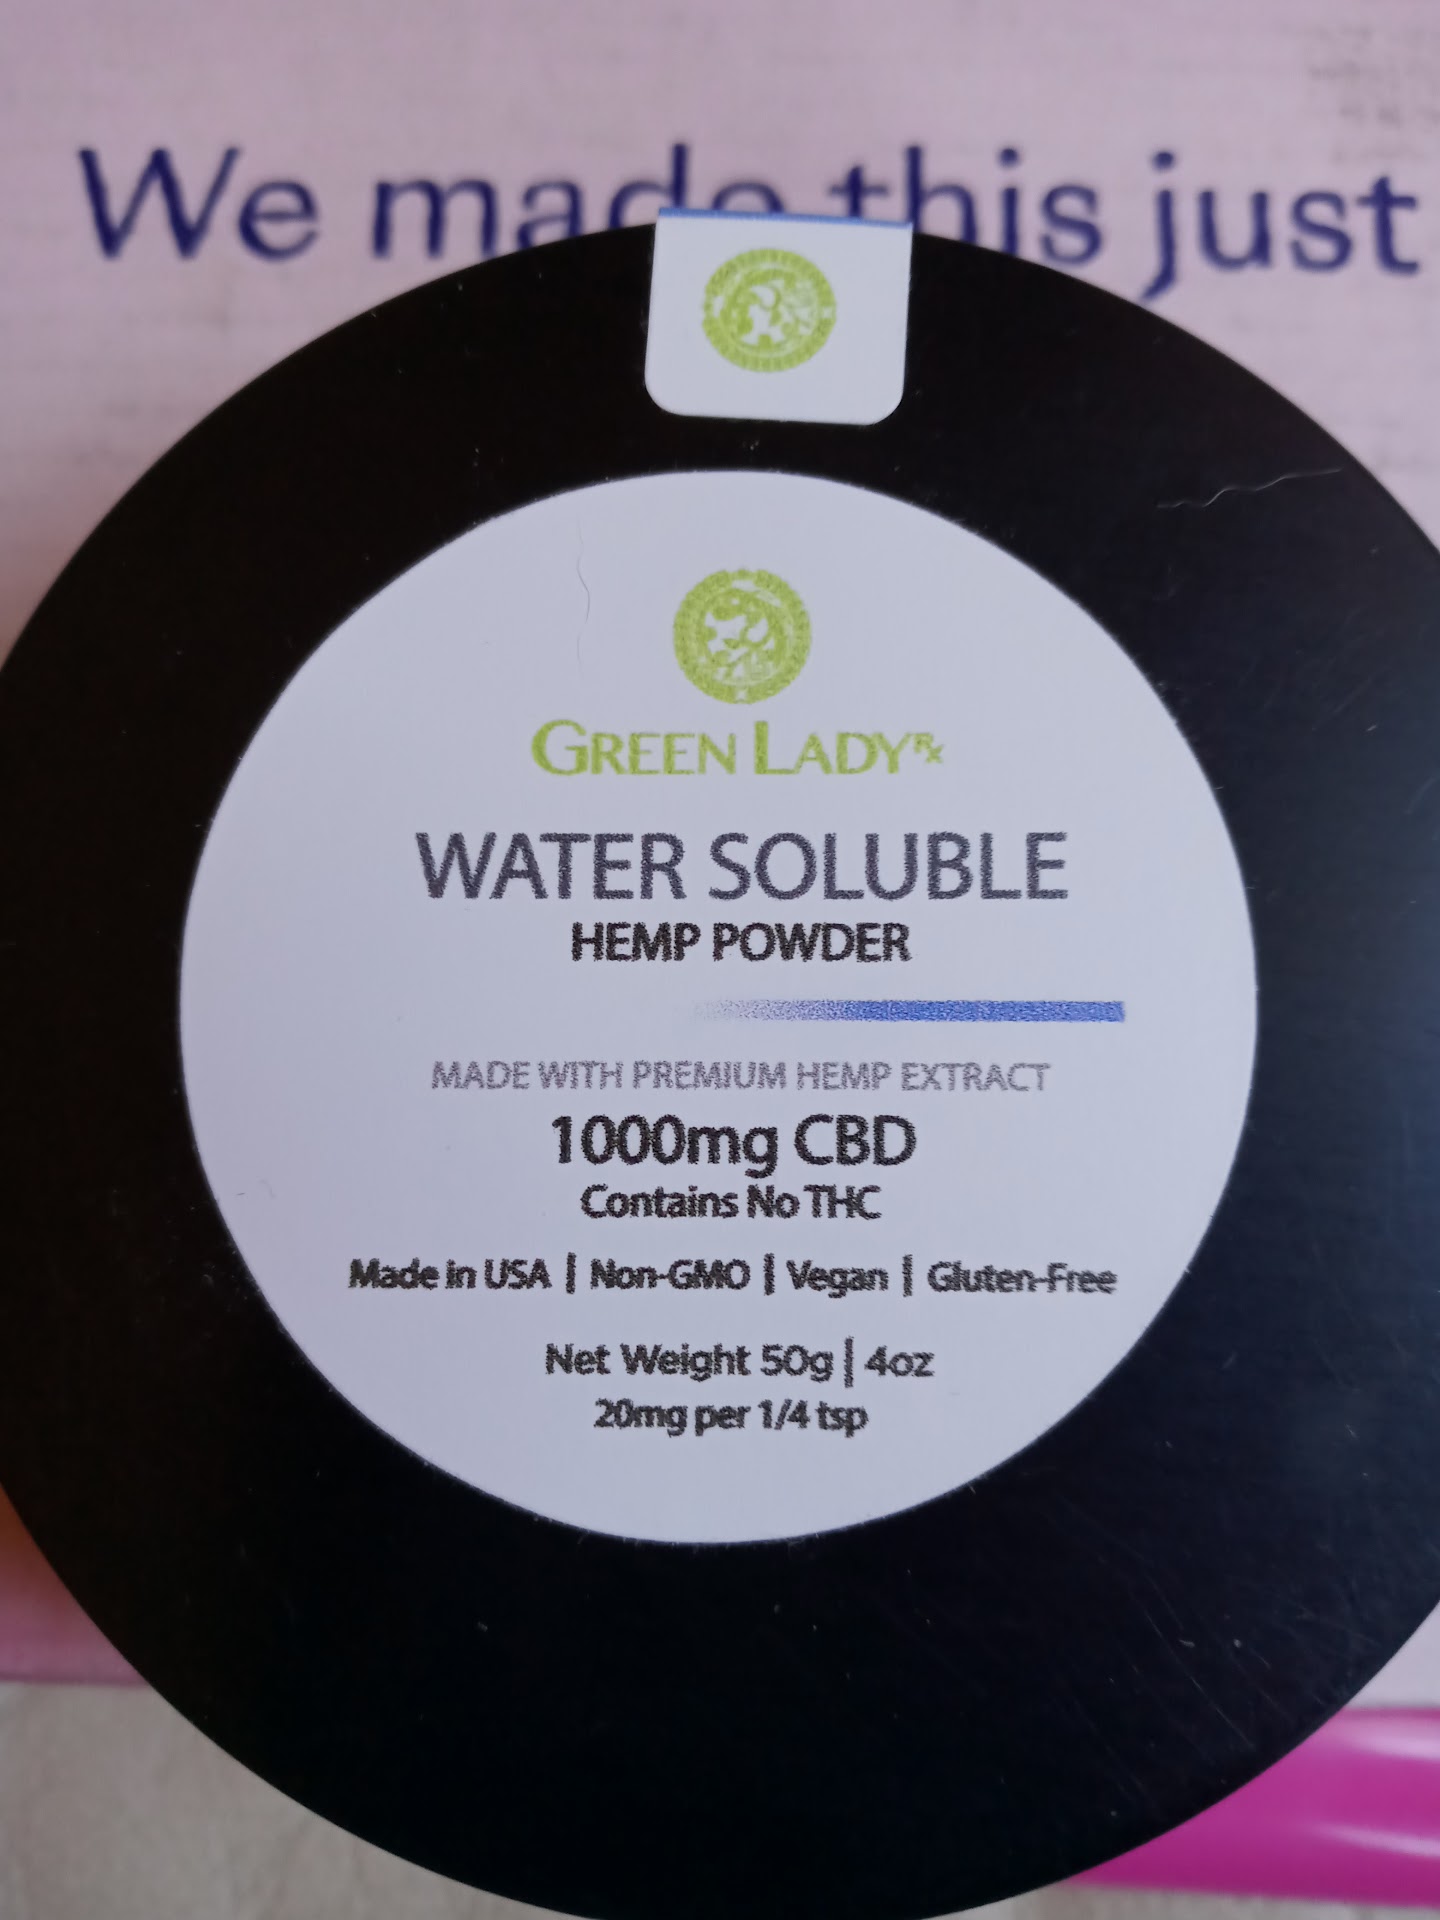 We made this just
GREEN LADY Rx
WATER SOLUBLE
HEMP POWDER
MADE WITH PREMIUM HEMP EXTRACT
1000mg CBD
Contains No THC
Made in USA | Non-GMO | Vegan | Gluten-Free
Net Weight 50g | 4oz
20mg per 1/4 tsp